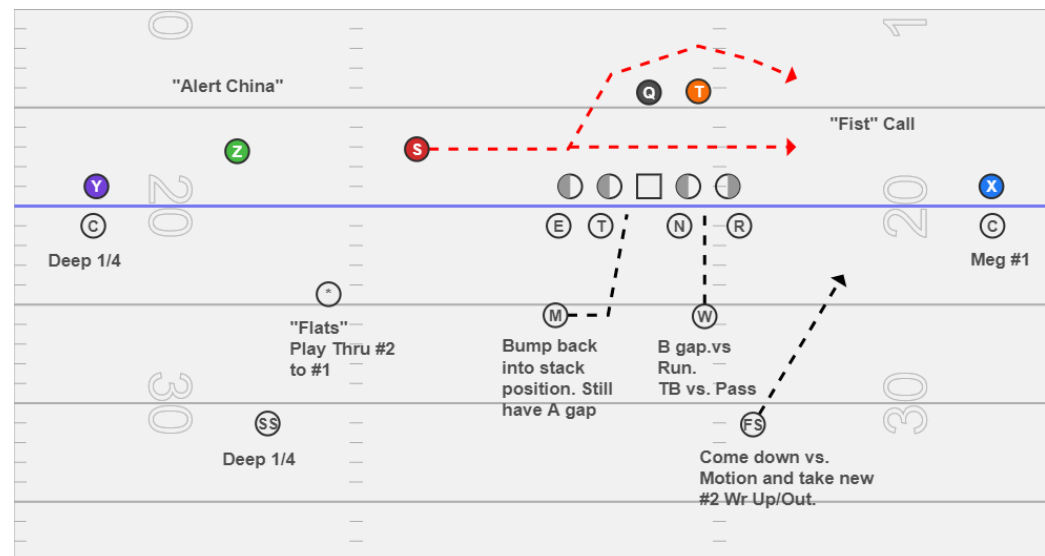 0
1
"Alert China"
Q
T
"Fist" Call
Z
S
Y
X
20
20
C
E
T
N
R
C
Deep 1/4
Meg #1
*
M
W
"Flats"
Play Thru #2
to #1
Bump back
into stack
position. Still
have A gap
B gap.vs
Run.
TB vs. Pass
30
30
SS
FS
Deep 1/4
Come down vs.
Motion and take new
#2 Wr Up/Out.